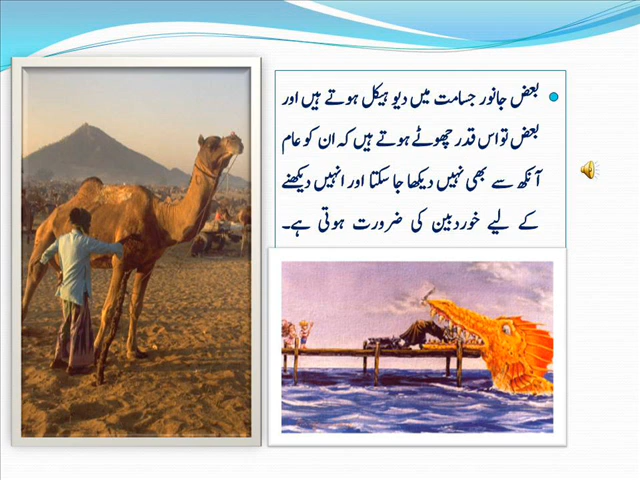 بعض جانور جسامت میں دیو ہیکل ہوتے ہیں اور
بعض تو اس قدر چھوٹے ہوتے ہیں کہ ان کو عام
آنکھ سے بھی نہیں دیکھا جا سکتا اور انہیں دیکھنے
کے لیے خوردبین کی ضرورت ہوتی ہے۔